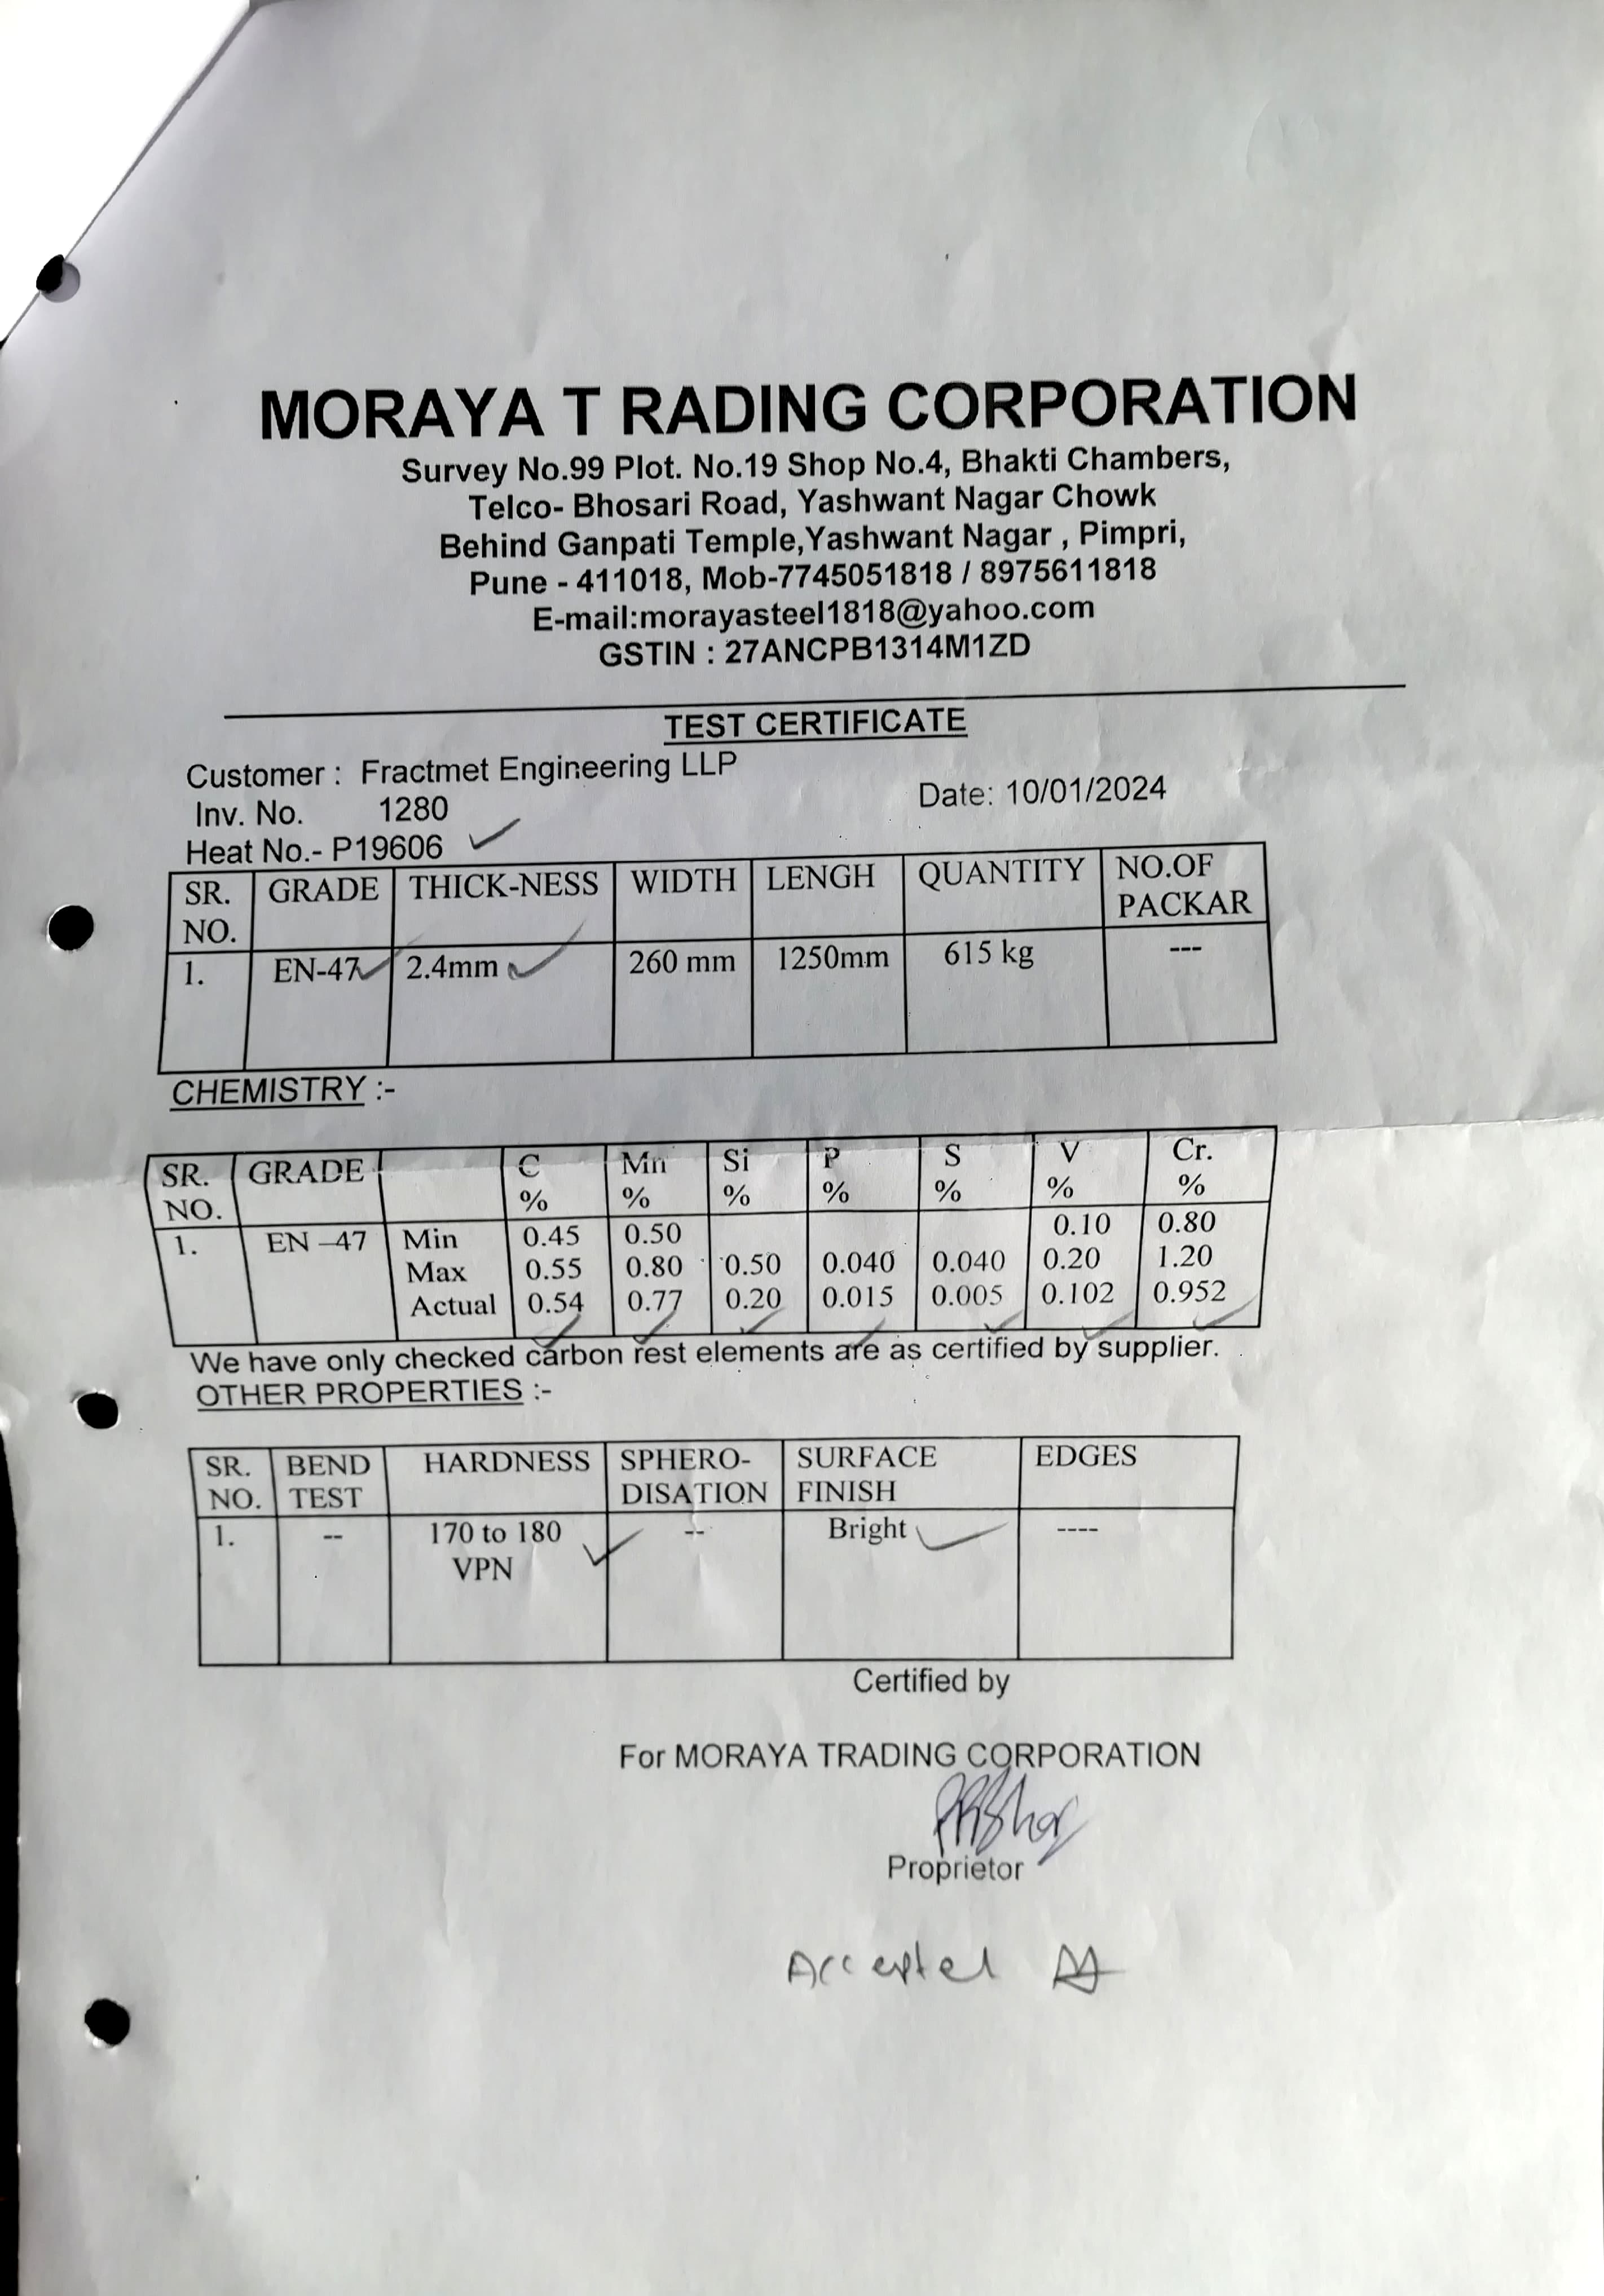 MORAYA T RADING CORPORATION
Survey No.99 Plot. No.19 Shop No.4, Bhakti Chambers,
Telco- Bhosari Road, Yashwant Nagar Chowk
Behind Ganpati Temple,Yashwant Nagar , Pimpri,
Pune - 411018, Mob-7745051818 / 8975611818
E-mail:morayasteel1818@yahoo.com
GSTIN : 27ANCPB1314M1ZD
TEST CERTIFICATE
Customer : Fractmet Engineering LLP
Inv. No. 1280 Date: 10/01/2024
Heat No.- P19606
SR. NO. GRADE THICK-NESS WIDTH LENGH QUANTITY NO.OF PACKAR
1. EN-47 2.4mm 260 mm 1250mm 615 kg ---
CHEMISTRY :-
SR. NO. GRADE C % Mn % Si % P % S % V % Cr. %
1. EN –47 Min 0.45 0.50 0.10 0.80
Max 0.55 0.80 0.50 0.040 0.040 0.20 1.20
Actual 0.54 0.77 0.20 0.015 0.005 0.102 0.952
We have only checked carbon rest elements are as certified by supplier.
OTHER PROPERTIES :-
SR. NO. BEND TEST HARDNESS SPHERO-DISATION SURFACE FINISH EDGES
1. -- 170 to 180 VPN -- Bright ----
Certified by
For MORAYA TRADING CORPORATION
Proprietor
Accepted